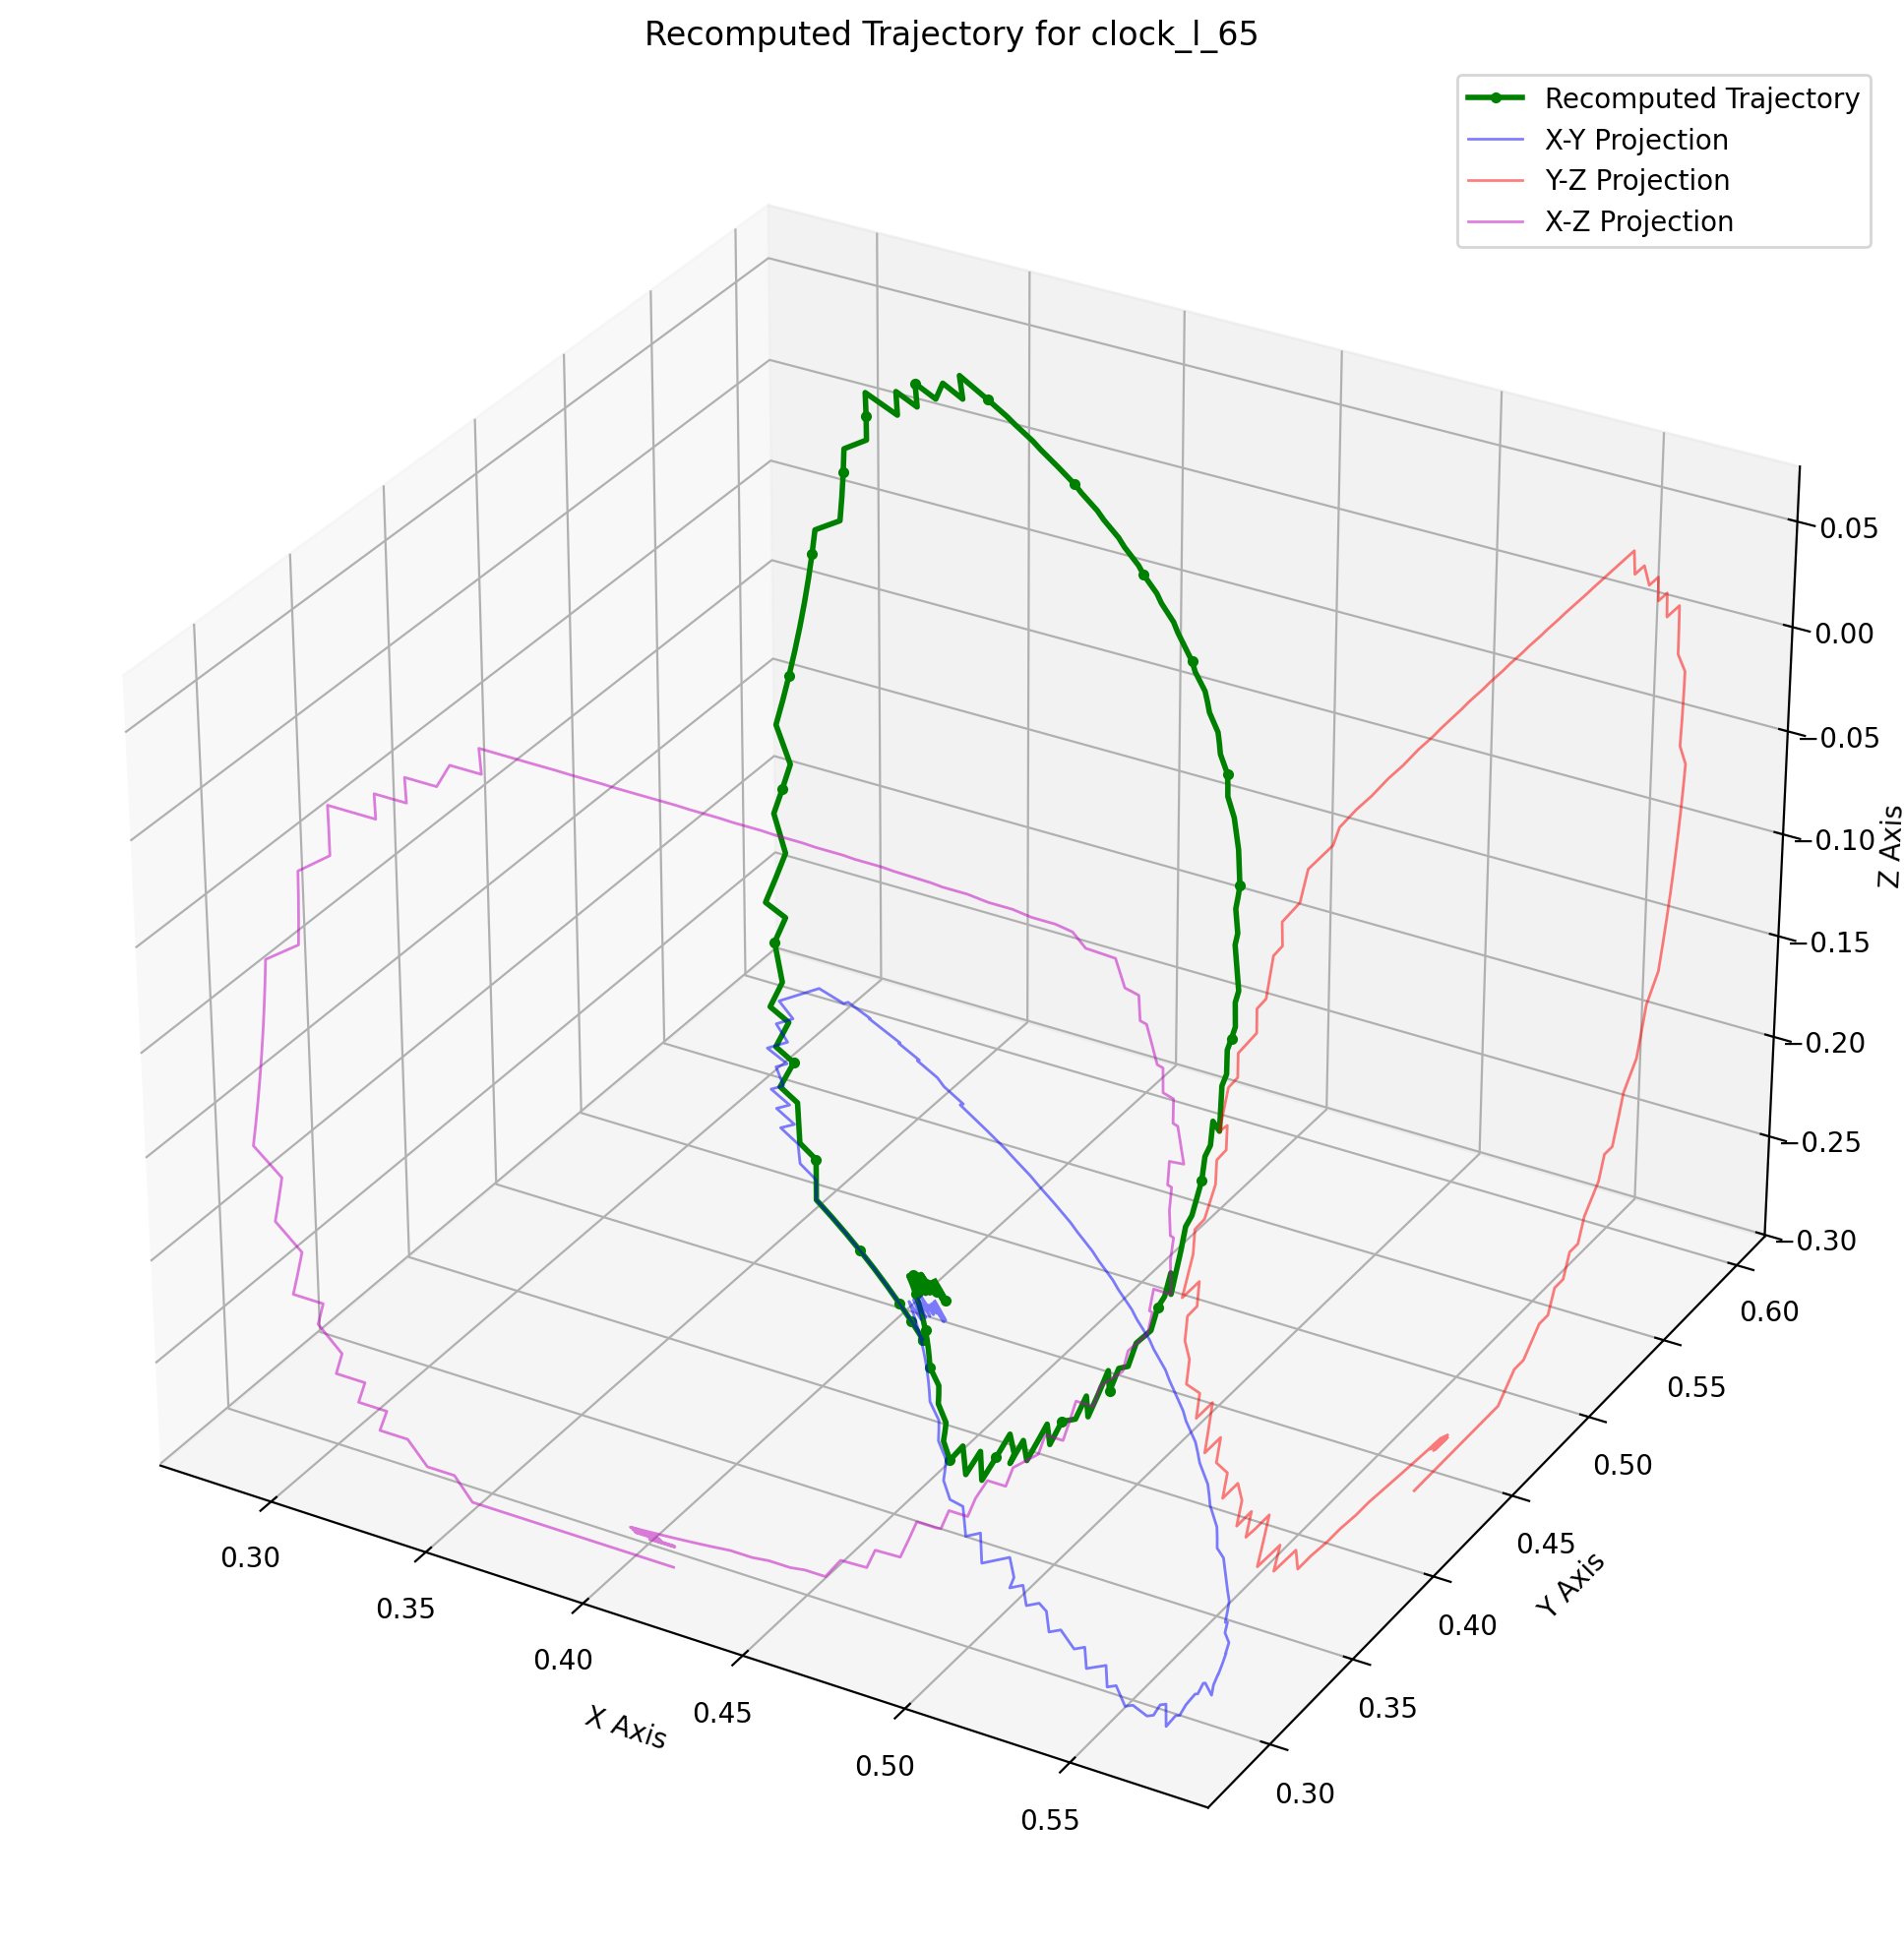 Recomputed Trajectory for clock_l_65
Recomputed Trajectory
X-Y Projection
Y-Z Projection
X-Z Projection
0.05
0.00
−0.05
−0.10
−0.15
−0.20
−0.25
−0.30
Z Axis
0.60
0.55
0.50
0.45
0.40
0.35
0.30
Y Axis
0.30
0.35
0.40
0.45
0.50
0.55
X Axis